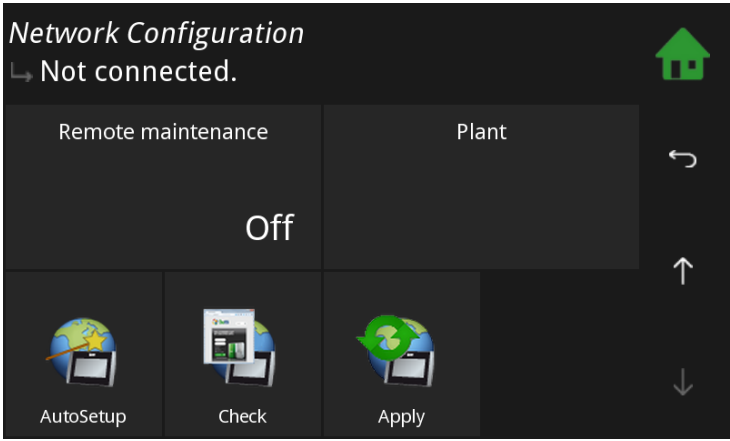 Network Configuration
Not connected.
Remote maintenance
Plant
Off
AutoSetup
Check
Apply